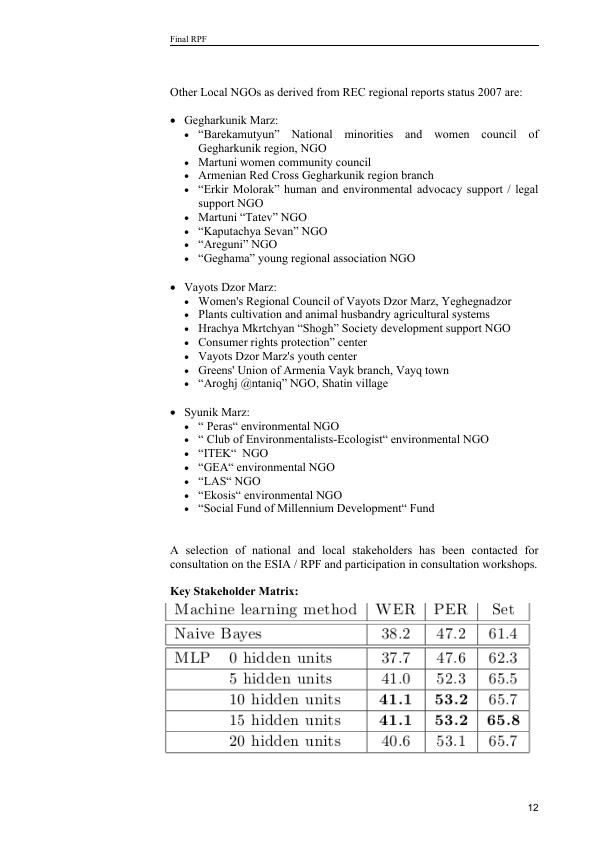 Final RPF
Other Local NGOs as derived from REC regional reports status 2007 are:
• Gegharkunik Marz:
• “Barekamutyun” National minorities and women council of
Gegharkunik region, NGO
• Martuni women community council
• Armenian Red Cross Gegharkunik region branch
• “Erkir Molorak” human and environmental advocacy support / legal
support NGO
• Martuni “Tatev” NGO
• “Kaputachya Sevan” NGO
• “Areguni” NGO
• “Geghama” young regional association NGO
• Vayots Dzor Marz:
• Women's Regional Council of Vayots Dzor Marz, Yeghegnadzor
• Plants cultivation and animal husbandry agricultural systems
• Hrachya Mkrtchyan “Shogh” Society development support NGO
• Consumer rights protection” center
• Vayots Dzor Marz's youth center
• Greens' Union of Armenia Vayk branch, Vayq town
• “Aroghj @ntaniq” NGO, Shatin village
• Syunik Marz:
• “ Peras“ environmental NGO
• “ Club of Environmentalists-Ecologist“ environmental NGO
• “ITEK“ NGO
• “GEA“ environmental NGO
• “LAS“ NGO
• “Ekosis“ environmental NGO
• “Social Fund of Millennium Development“ Fund
A selection of national and local stakeholders has been contacted for
consultation on the ESIA / RPF and participation in consultation workshops.
Key Stakeholder Matrix:
Machine learning method WER PER Set
Naive Bayes 38.2 47.2 61.4
MLP 0 hidden units 37.7 47.6 62.3
5 hidden units 41.0 52.3 65.5
10 hidden units 41.1 53.2 65.7
15 hidden units 41.1 53.2 65.8
20 hidden units 40.6 53.1 65.7
12